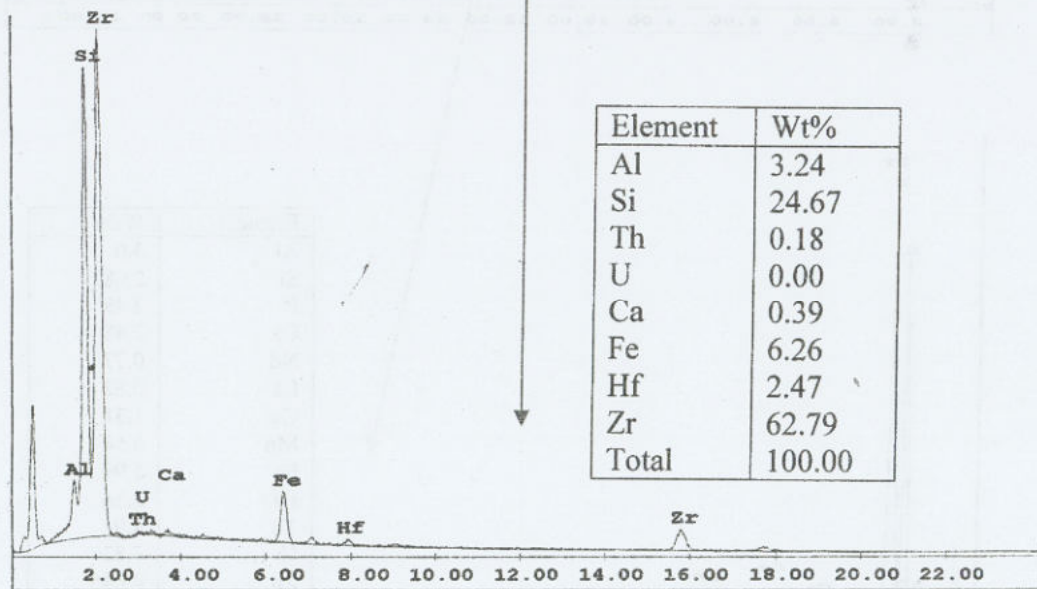 Zr
Si
Element Wt%
Al 3.24
Si 24.67
Th 0.18
U 0.00
Ca 0.39
Fe 6.26
Hf 2.47
Zr 62.79
Total 100.00
Al
Ca
U
Th
Fe
Hf
Zr
2.00 4.00 6.00 8.00 10.00 12.00 14.00 16.00 18.00 20.00 22.00